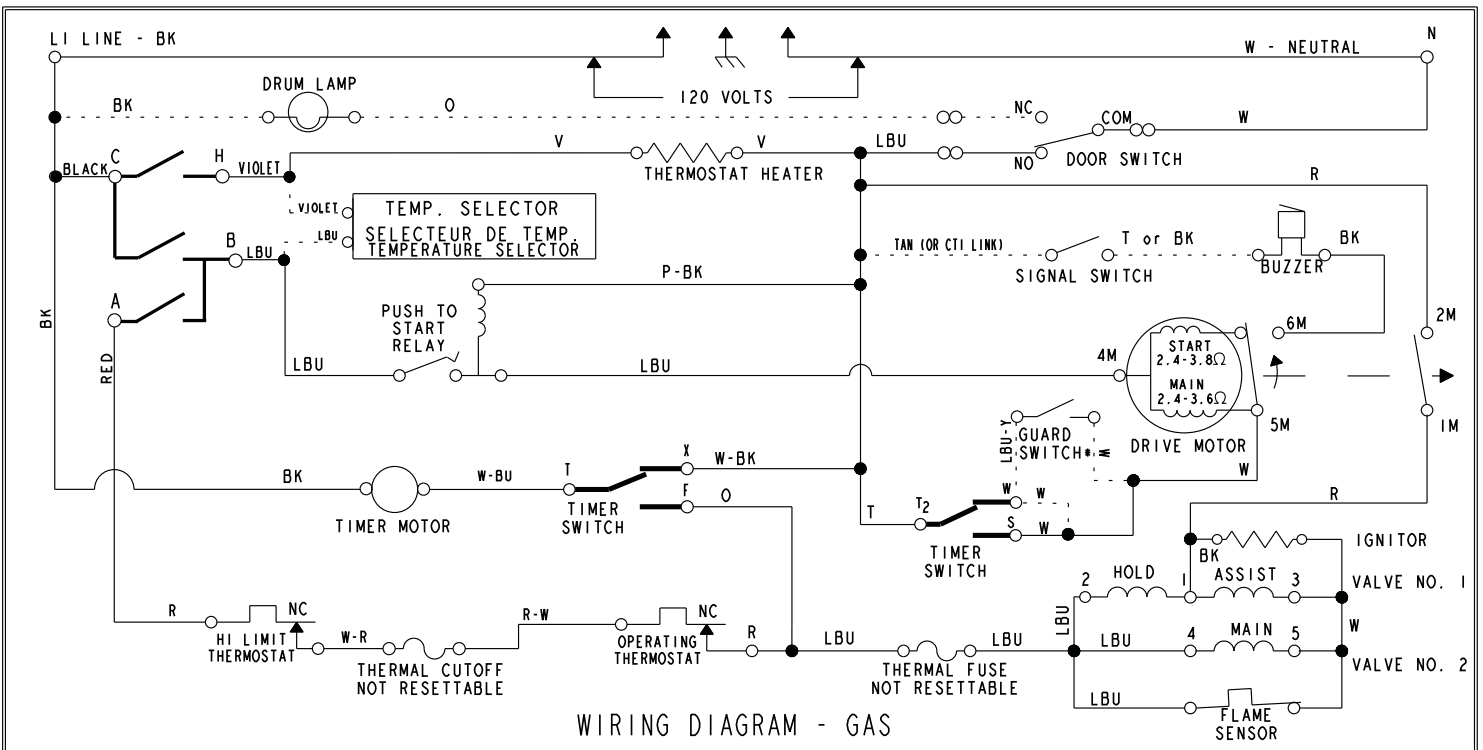 LI LINE - BK
N
W - NEUTRAL
120 VOLTS
DRUM LAMP
BK
O
NC
COM
W
BLACK
C
H
VIOLET
V
V
LBU
NO
DOOR SWITCH
THERMOSTAT HEATER
R
VIOLET
TEMP. SELECTOR
LBU
SELECTEUR DE TEMP.
TEMPERATURE SELECTOR
B
LBU
TAN (OR CTI LINK)
T or BK
BK
SIGNAL SWITCH
BUZZER
P-BK
A
BK
PUSH TO
START
RELAY
RED
LBU
LBU
4M
START
2.4-3.8Ω
MAIN
2.4-3.6Ω
6M
2M
5M
1M
DRIVE MOTOR
LBU-Y
GUARD
SWITCH** 
W
BK
W-BU
T
X
W-BK
F
O
TIMER MOTOR
TIMER
SWITCH
T
T2
W
W
S
W
TIMER
SWITCH
R
BK
IGNITOR
2
HOLD
1
ASSIST
3
VALVE NO. 1
LBU
LBU
4
MAIN
5
W
VALVE NO. 2
LBU
FLAME
SENSOR
R
NC
HI LIMIT
THERMOSTAT
W-R
THERMAL CUTOFF
NOT RESETTABLE
R-W
NC
OPERATING
THERMOSTAT
R
LBU
THERMAL FUSE
NOT RESETTABLE
LBU
WIRING DIAGRAM - GAS